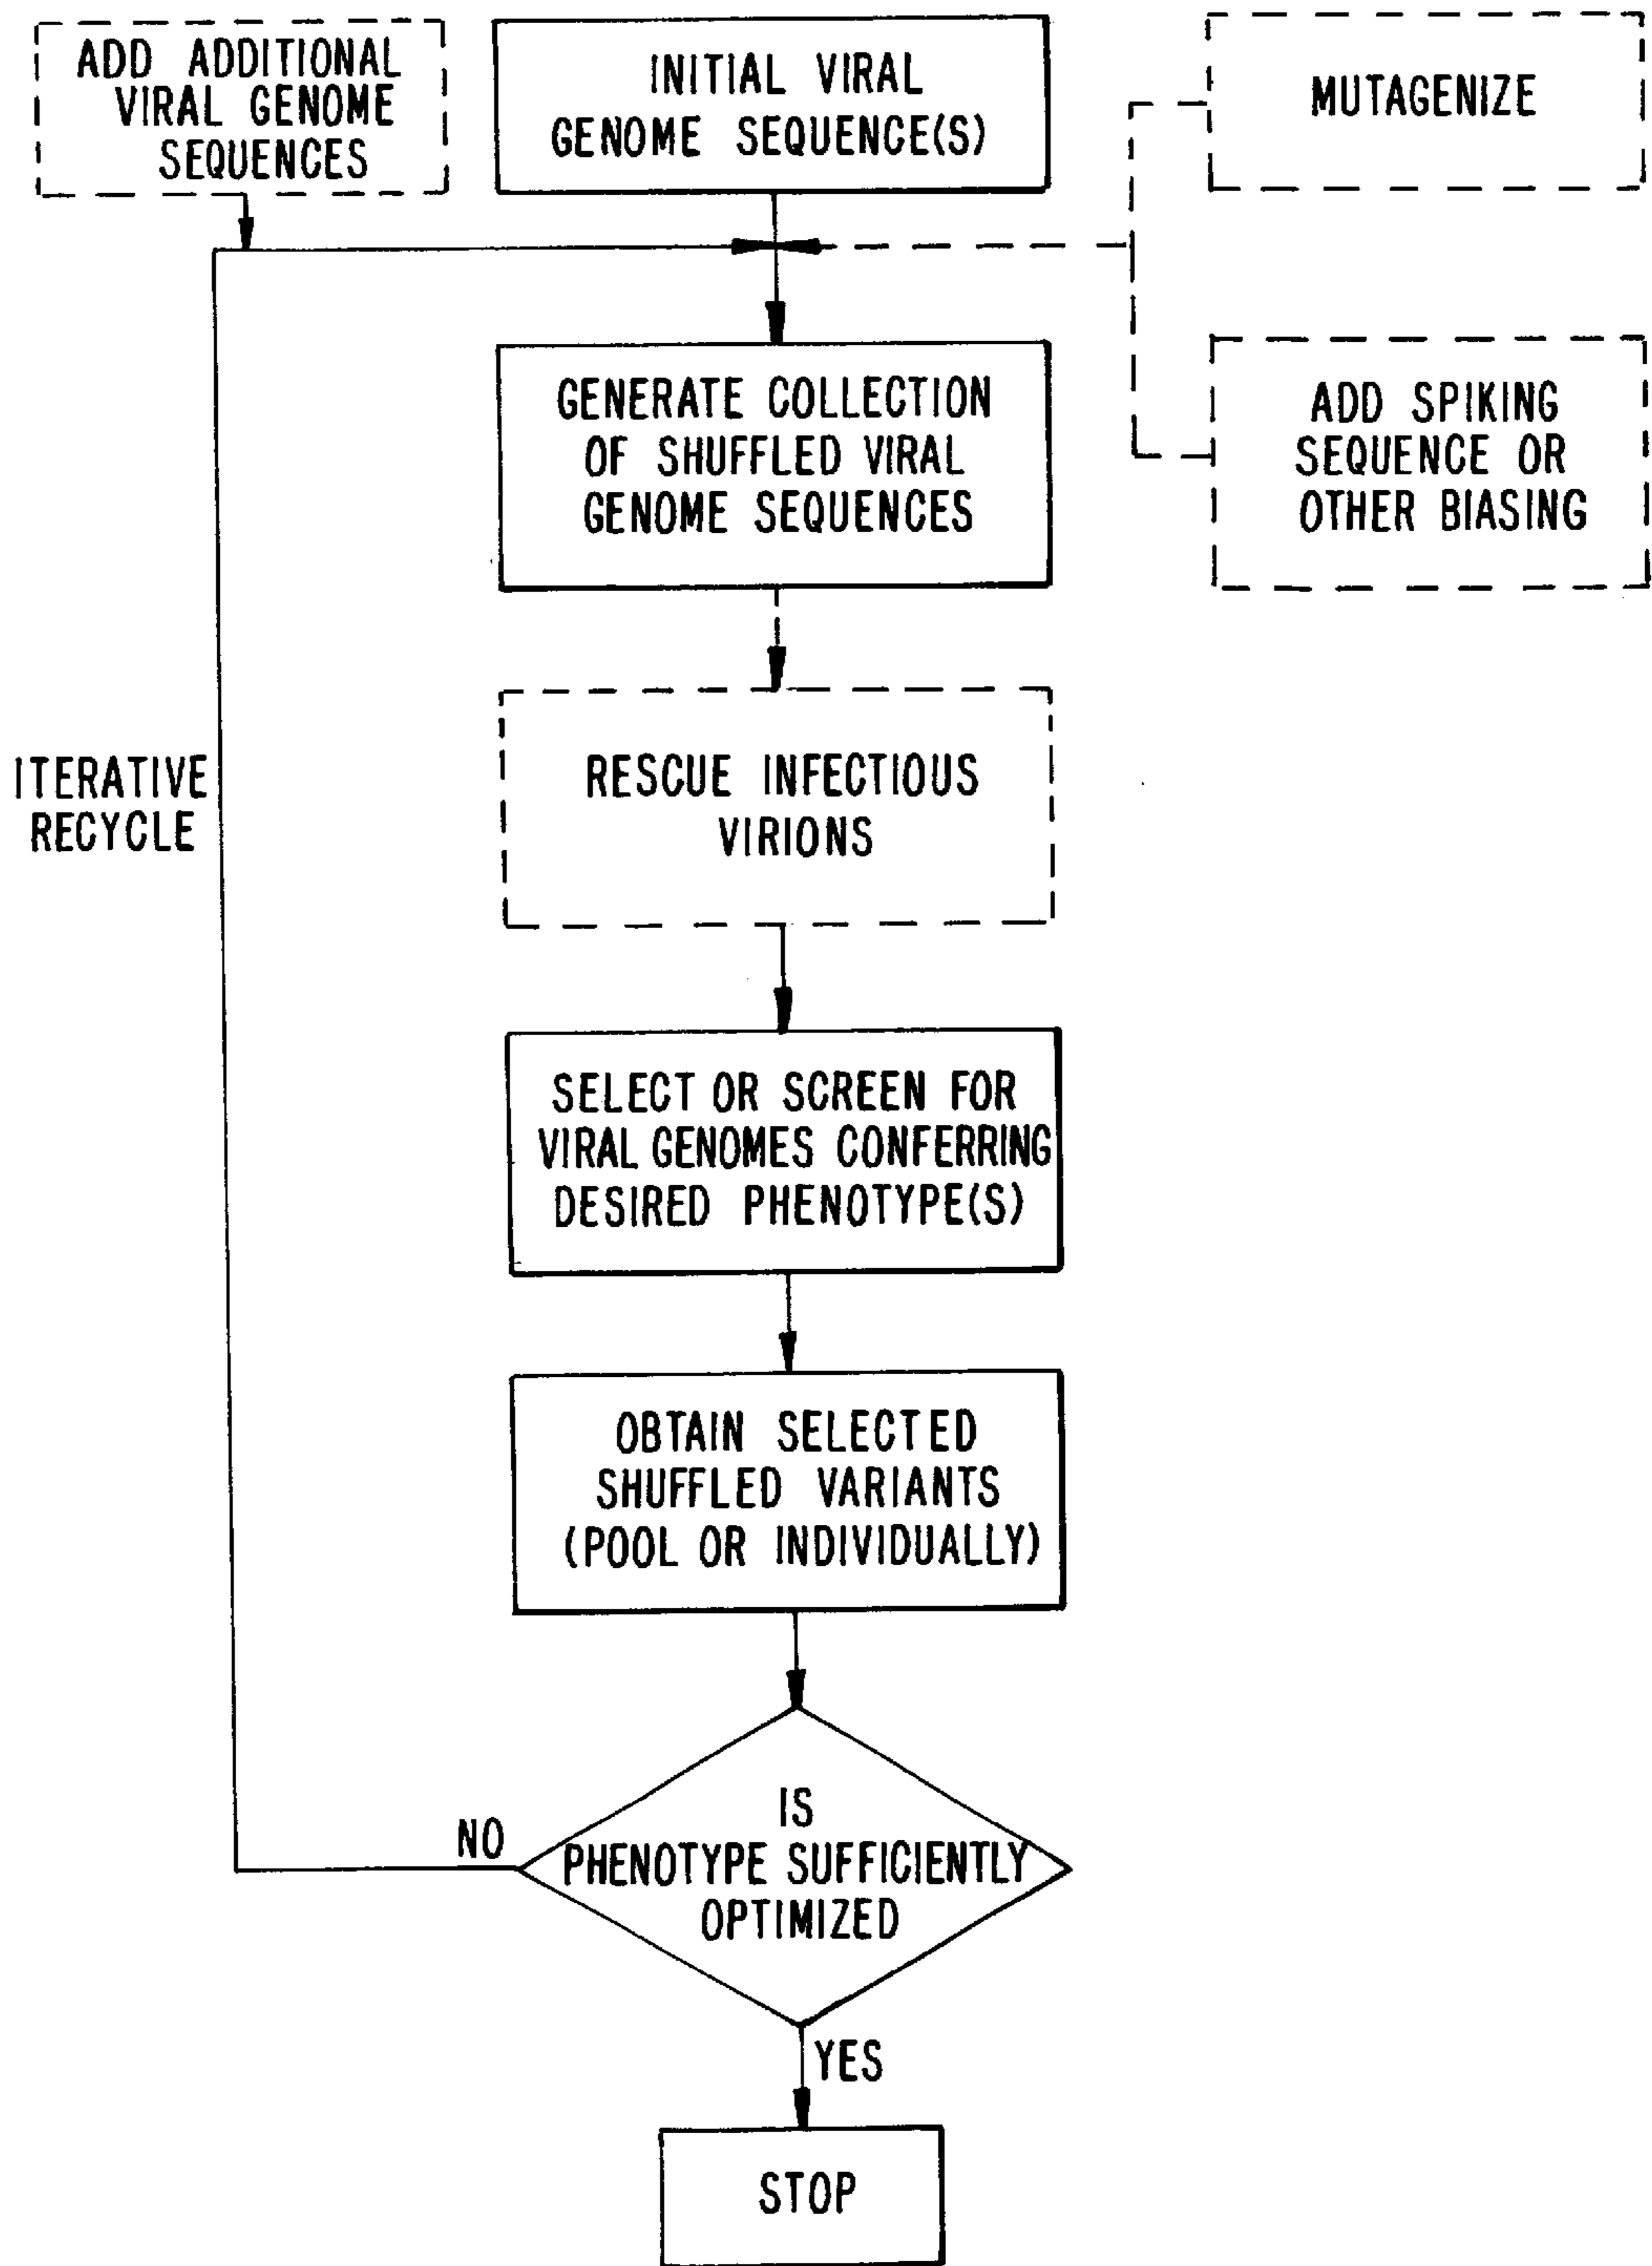 ADD ADDITIONAL
VIRAL GENOME
SEQUENCES
INITIAL VIRAL
GENOME SEQUENCE(S)
MUTAGENIZE
GENERATE COLLECTION
OF SHUFFLED VIRAL
GENOME SEQUENCES
ADD SPIKING
SEQUENCE OR
OTHER BIASING
RESCUE INFECTIOUS
VIRIONS
ITERATIVE
RECYCLE
SELECT OR SCREEN FOR
VIRAL GENOMES CONFERRING
DESIRED PHENOTYPE(S)
OBTAIN SELECTED
SHUFFLED VARIANTS
(POOL OR INDIVIDUALLY)
NO
IS
PHENOTYPE SUFFICIENTLY
OPTIMIZED
YES
STOP